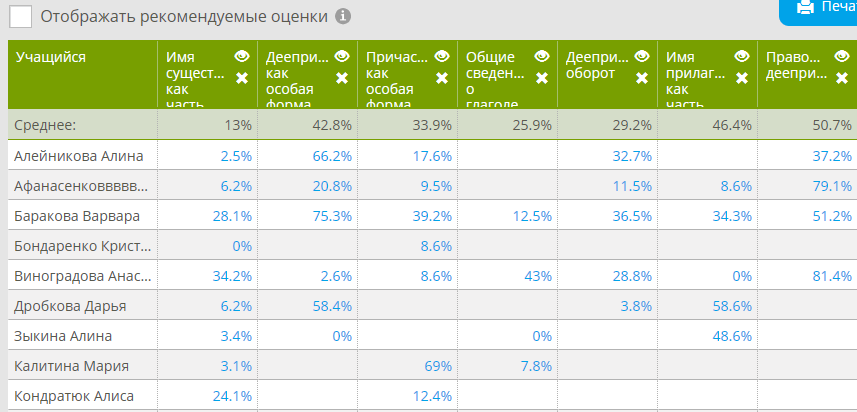 Отображать рекомендуемые оценки
Печат
Учащийся Имя сущест... как часть Деепри... как особая форма Причас... как особая форма Общие сведен... о глаголе Деепри... оборот Имя прилаг... как часть Право... деепри...
Среднее: 13% 42.8% 33.9% 25.9% 29.2% 46.4% 50.7%
Алейникова Алина 2.5% 66.2% 17.6% 32.7% 37.2%
Афанасенковввввв... 6.2% 20.8% 9.5% 11.5% 8.6% 79.1%
Баракова Варвара 28.1% 75.3% 39.2% 12.5% 36.5% 34.3% 51.2%
Бондаренко Крист... 0% 8.6%
Виноградова Анас... 34.2% 2.6% 8.6% 43% 28.8% 0% 81.4%
Дробкова Дарья 6.2% 58.4% 3.8% 58.6%
Зыкина Алина 3.4% 0% 0% 48.6%
Калитина Мария 3.1% 69% 7.8%
Кондратюк Алиса 24.1% 12.4%